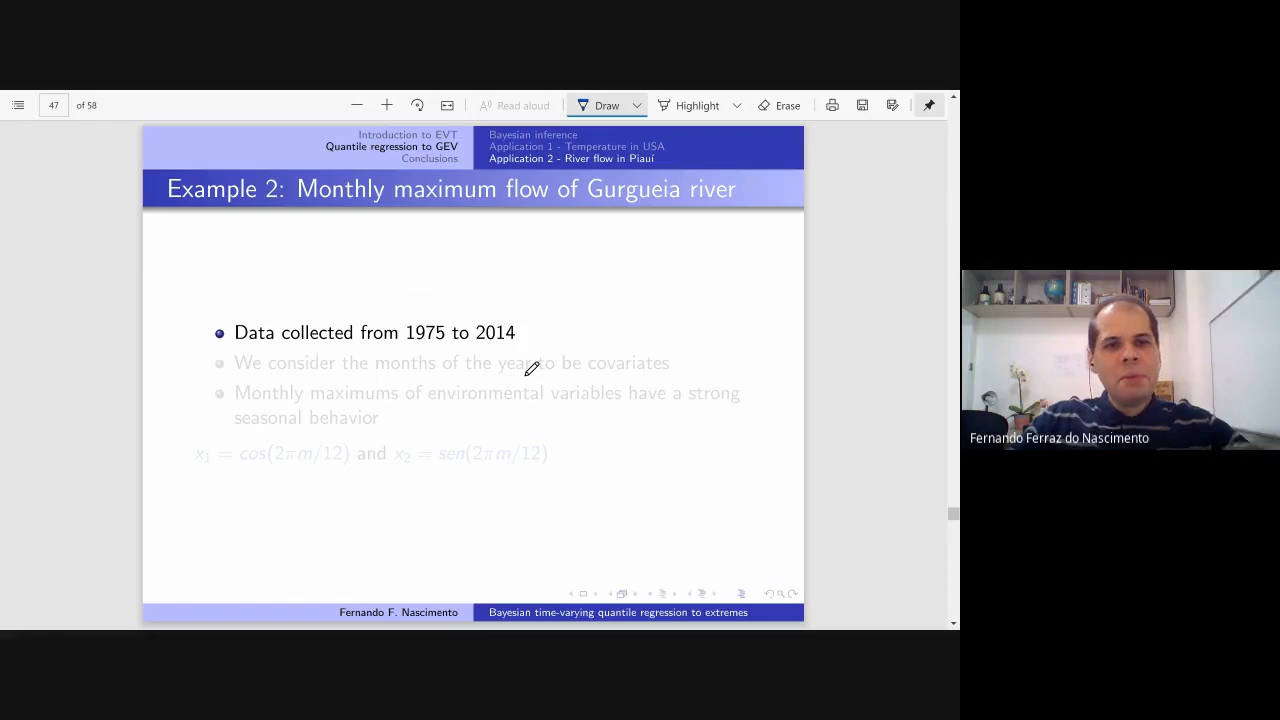 47 of 58
Read aloud
Draw
Highlight
Erase
Introduction to EVT
Quantile regression to GEV
Conclusions
Bayesian inference
Application 1 - Temperature in USA
Application 2 - River flow in Piauí
Example 2: Monthly maximum flow of Gurgueia river
Data collected from 1975 to 2014
We consider the months of the year to be covariates
Monthly maximums of environmental variables have a strong
seasonal behavior
x₁ = cos(2πm/12) and x₂ = sen(2πm/12)
Fernando F. Nascimento
Bayesian time-varying quantile regression to extremes
Fernando Ferraz do Nascimento